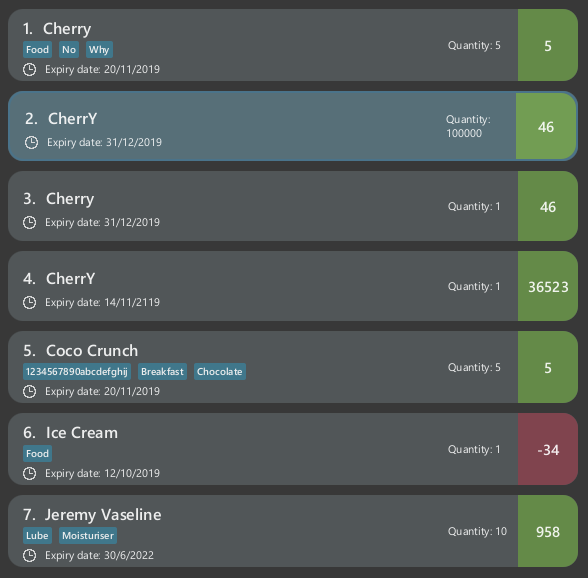 1. Cherry
Food No Why
Expiry date: 20/11/2019
Quantity: 5
5
2. CherrY
Expiry date: 31/12/2019
Quantity:
100000
46
3. Cherry
Expiry date: 31/12/2019
Quantity: 1
46
4. CherrY
Expiry date: 14/11/2119
Quantity: 1
36523
5. Coco Crunch
1234567890abcdefghij Breakfast Chocolate
Expiry date: 20/11/2019
Quantity: 5
5
6. Ice Cream
Food
Expiry date: 12/10/2019
Quantity: 1
-34
7. Jeremy Vaseline
Lube Moisturiser
Expiry date: 30/6/2022
Quantity: 10
958